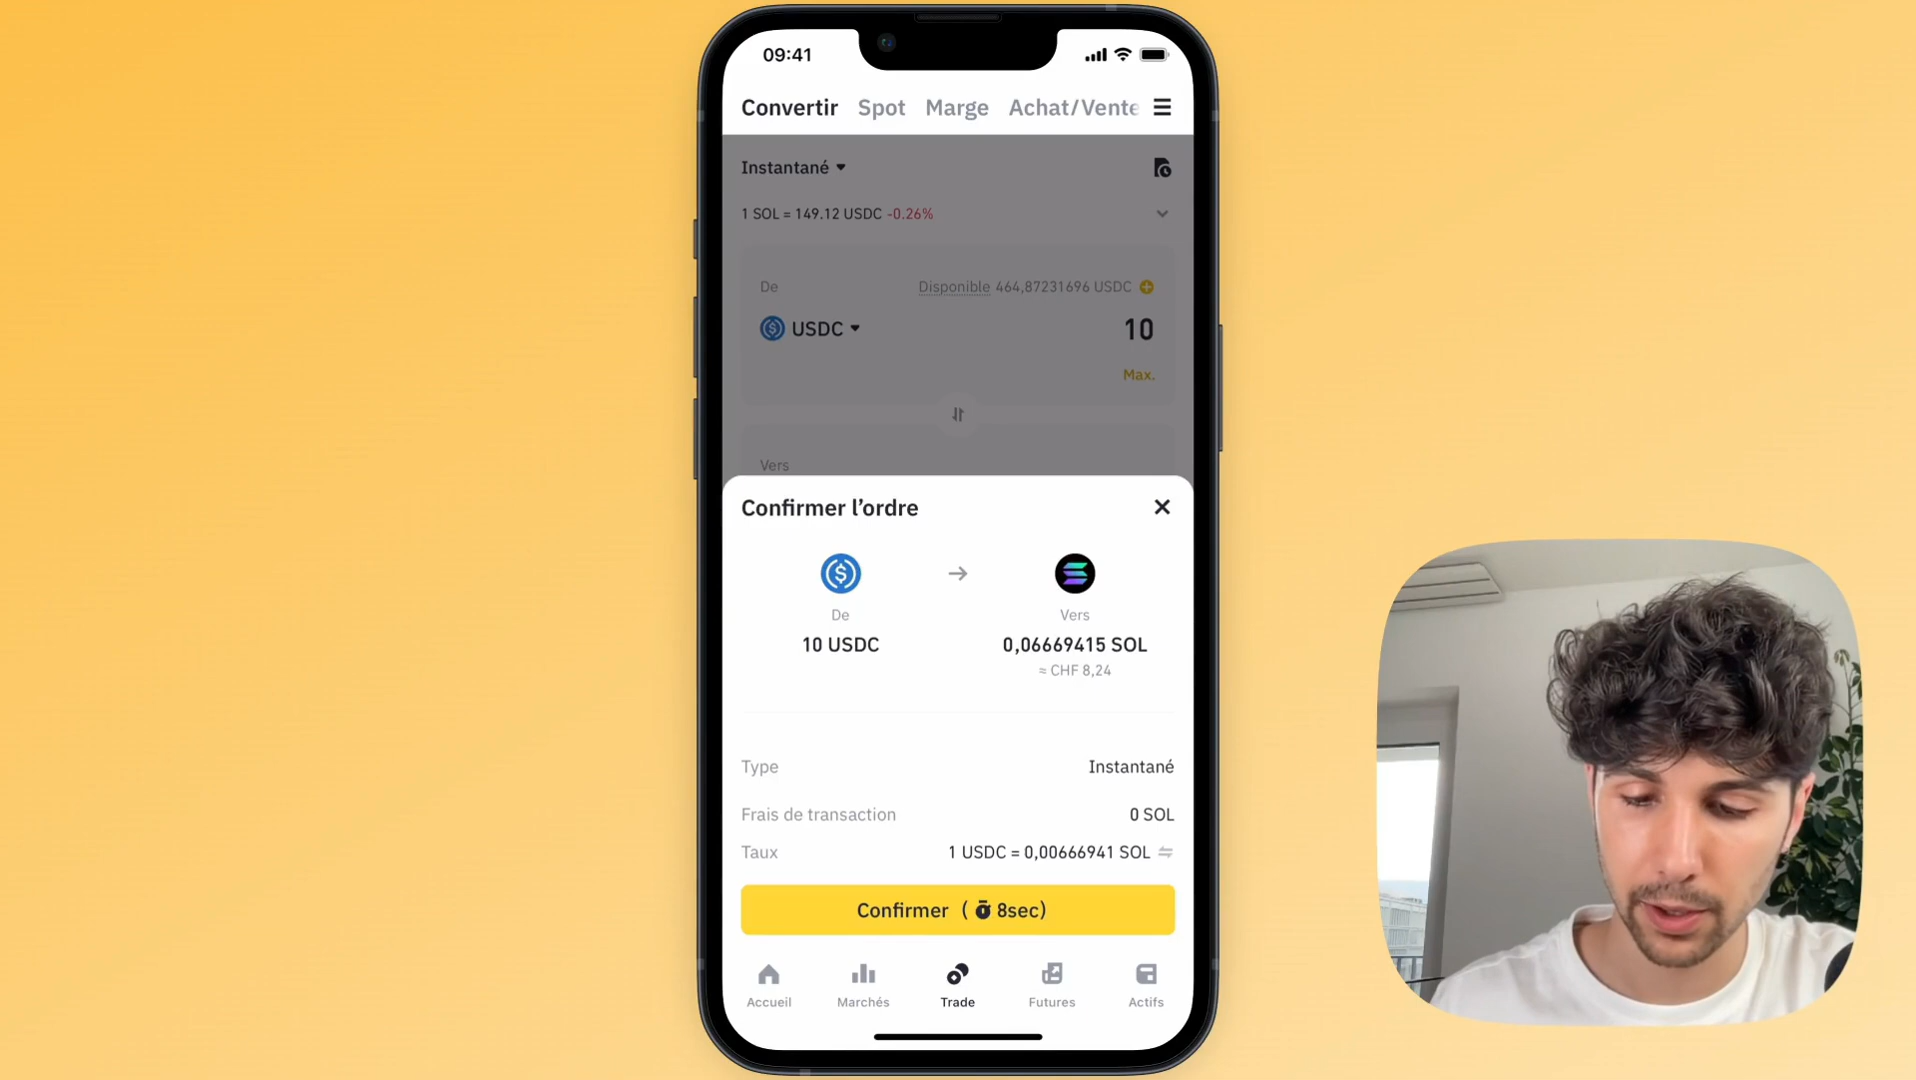 09:41
Convertir Spot Marge Achat/Vente
Instantané
1 SOL = 149.12 USDC -0.26%
De Disponible 464,87231696 USDC
USDC 10
Max.
Vers
Confirmer l’ordre
De Vers
10 USDC 0,06669415 SOL
≈ CHF 8,24
Type Instantané
Frais de transaction 0 SOL
Taux 1 USDC = 0,00666941 SOL
Confirmer ( 8sec)
Accueil Marchés Trade Futures Actifs